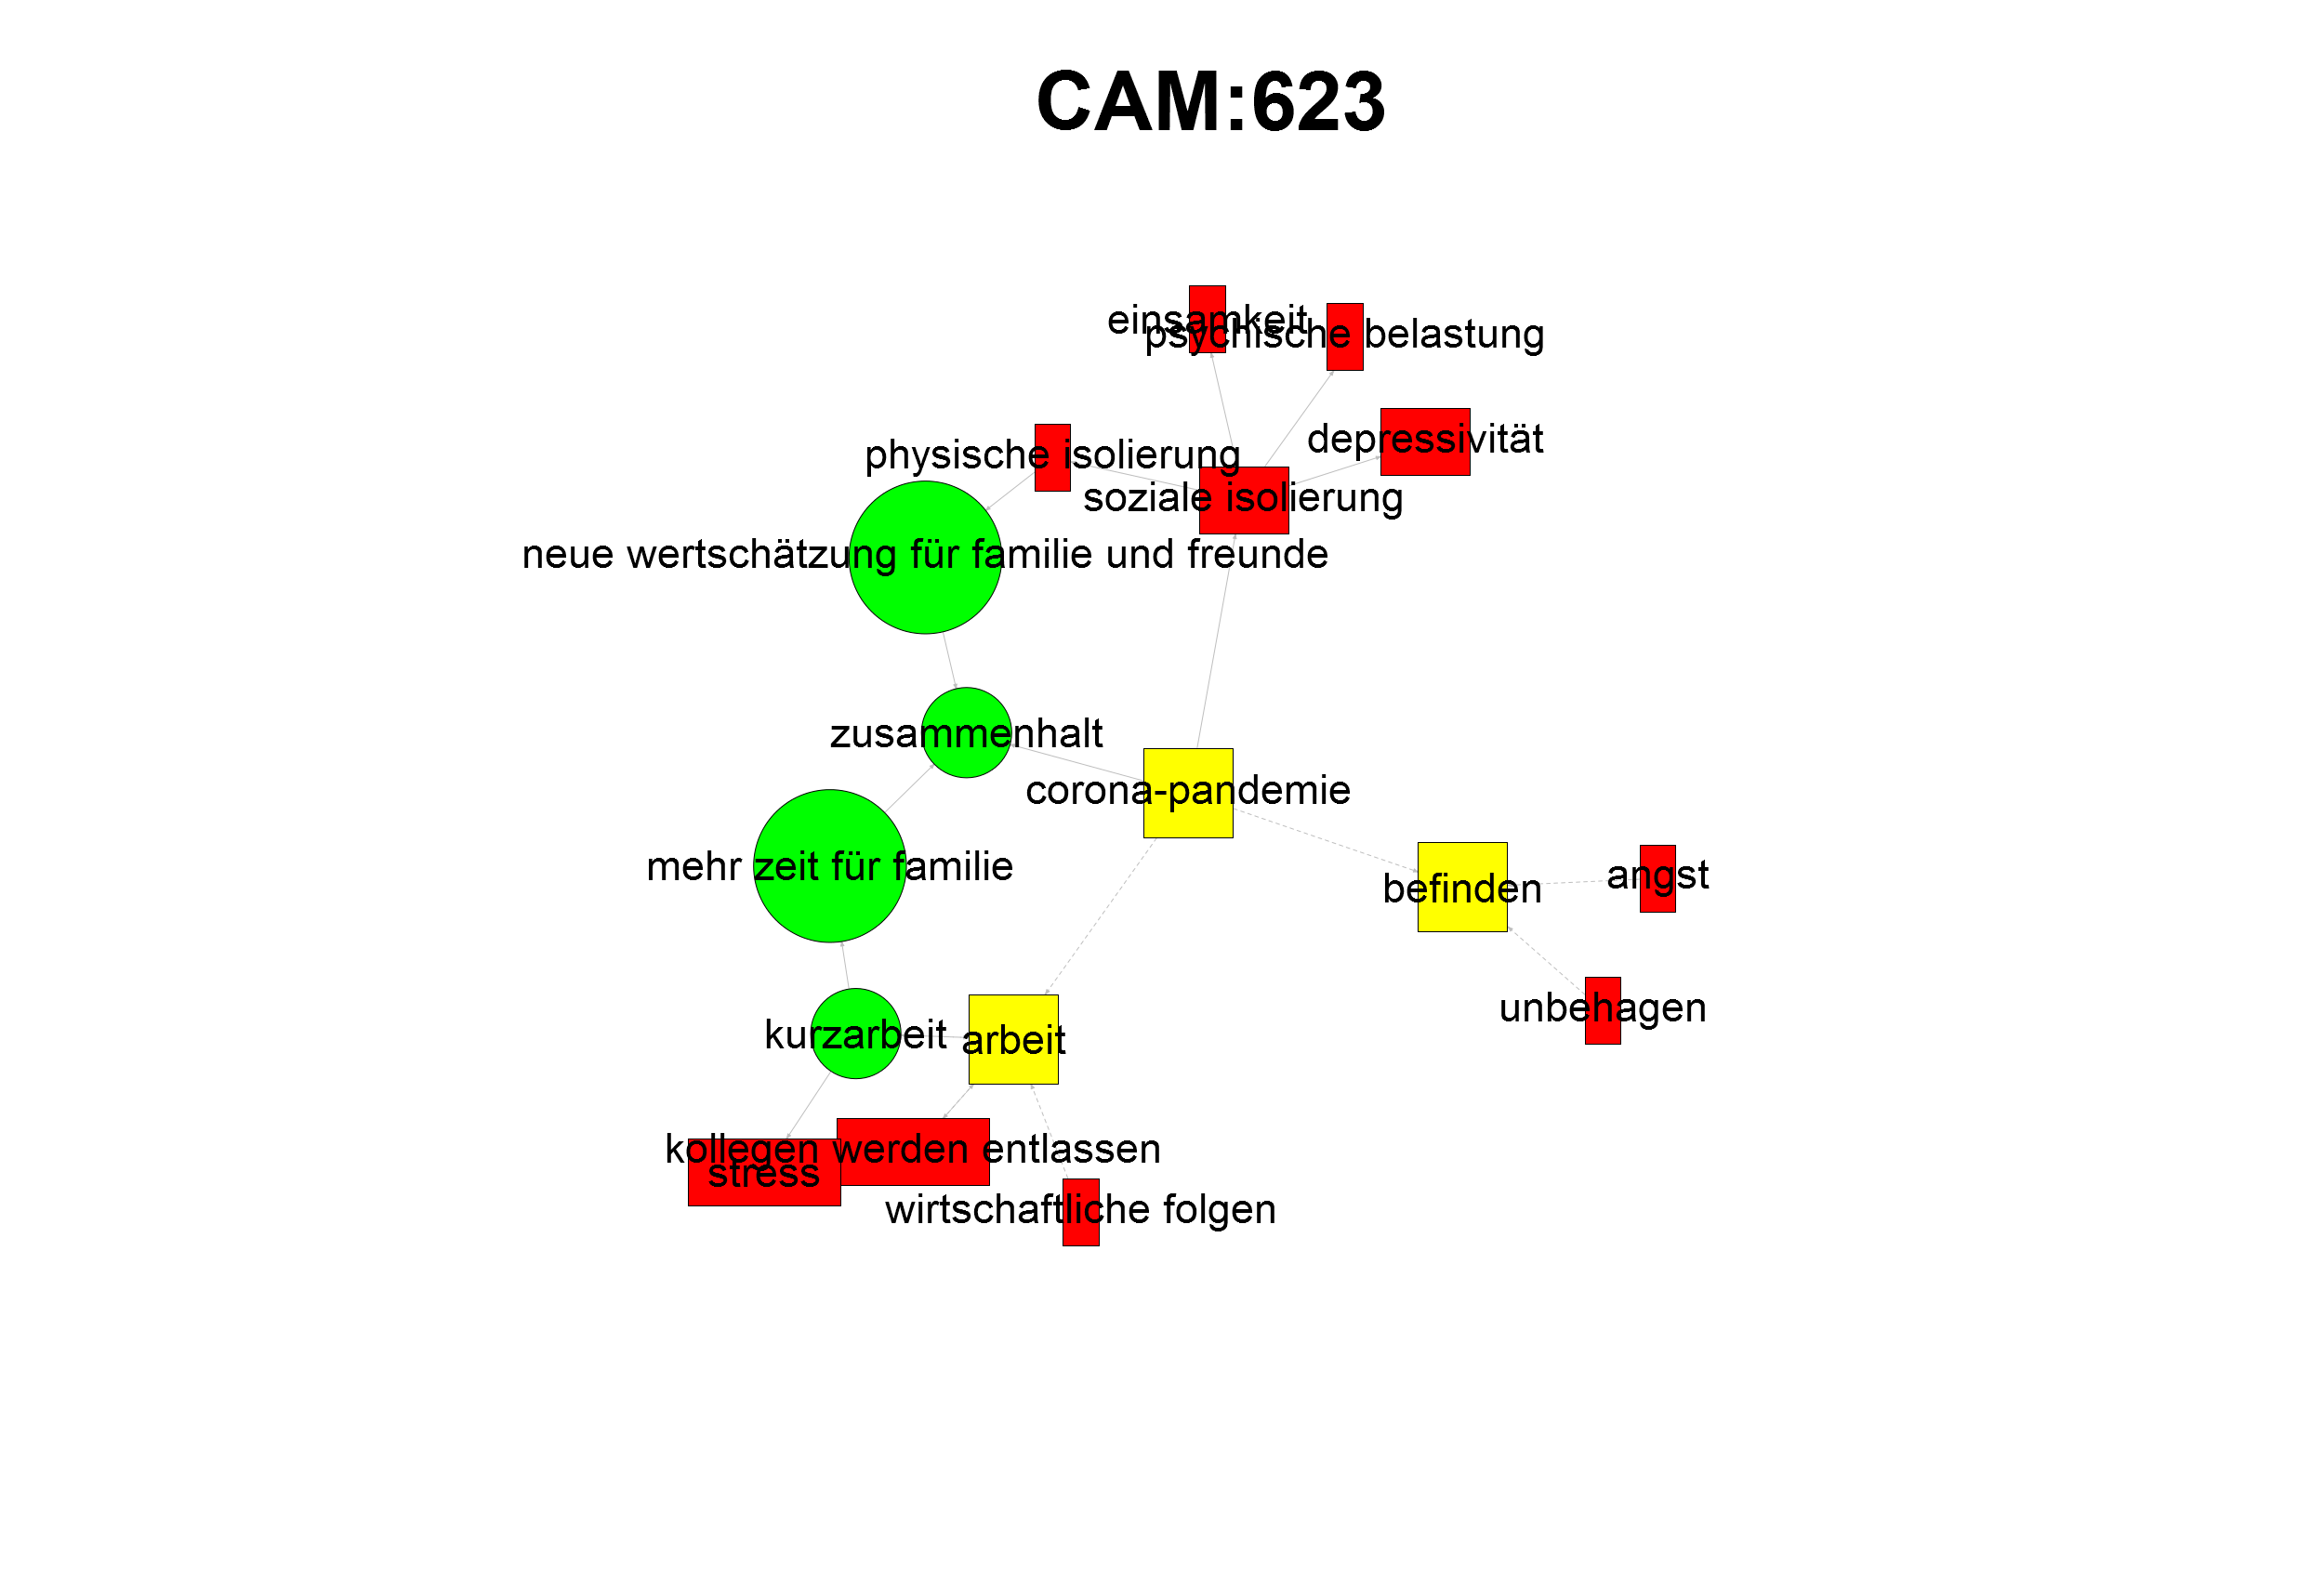 CAM:623
einsamkeit
psychische belastung
depressivität
physische isolierung
soziale isolierung
neue wertschätzung für familie und freunde
zusammenhalt
corona-pandemie
mehr zeit für familie
befinden
angst
unbehagen
kurzarbeit
arbeit
kollegen werden entlassen
stress
wirtschaftliche folgen